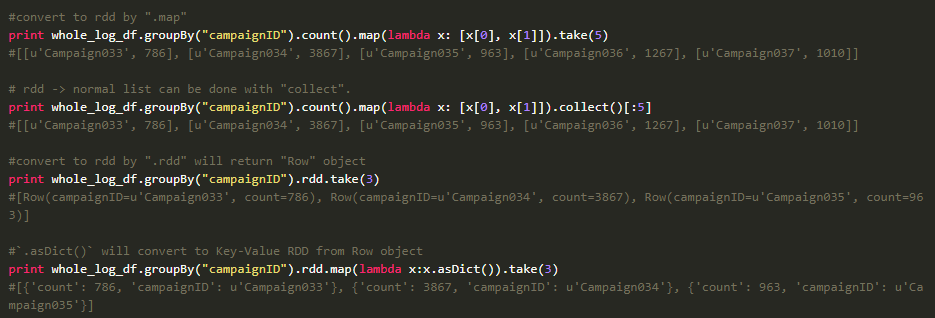 #convert to rdd by ".map"
print whole_log_df.groupBy("campaignID").count().map(lambda x: [x[0], x[1]]).take(5)
#[[u'Campaign033', 786], [u'Campaign034', 3867], [u'Campaign035', 963], [u'Campaign036', 1267], [u'Campaign037', 1010]]
# rdd -> normal list can be done with "collect".
print whole_log_df.groupBy("campaignID").count().map(lambda x: [x[0], x[1]]).collect()[:5]
#[[u'Campaign033', 786], [u'Campaign034', 3867], [u'Campaign035', 963], [u'Campaign036', 1267], [u'Campaign037', 1010]]
#convert to rdd by ".rdd" will return "Row" object
print whole_log_df.groupBy("campaignID").rdd.take(3)
#[Row(campaignID=u'Campaign033', count=786), Row(campaignID=u'Campaign034', count=3867), Row(campaignID=u'Campaign035', count=96
3)]
#`.asDict()` will convert to Key-Value RDD from Row object
print whole_log_df.groupBy("campaignID").rdd.map(lambda x:x.asDict()).take(3)
#[{'count': 786, 'campaignID': u'Campaign033'}, {'count': 3867, 'campaignID': u'Campaign034'}, {'count': 963, 'campaignID': u'Ca
mpaign035'}]